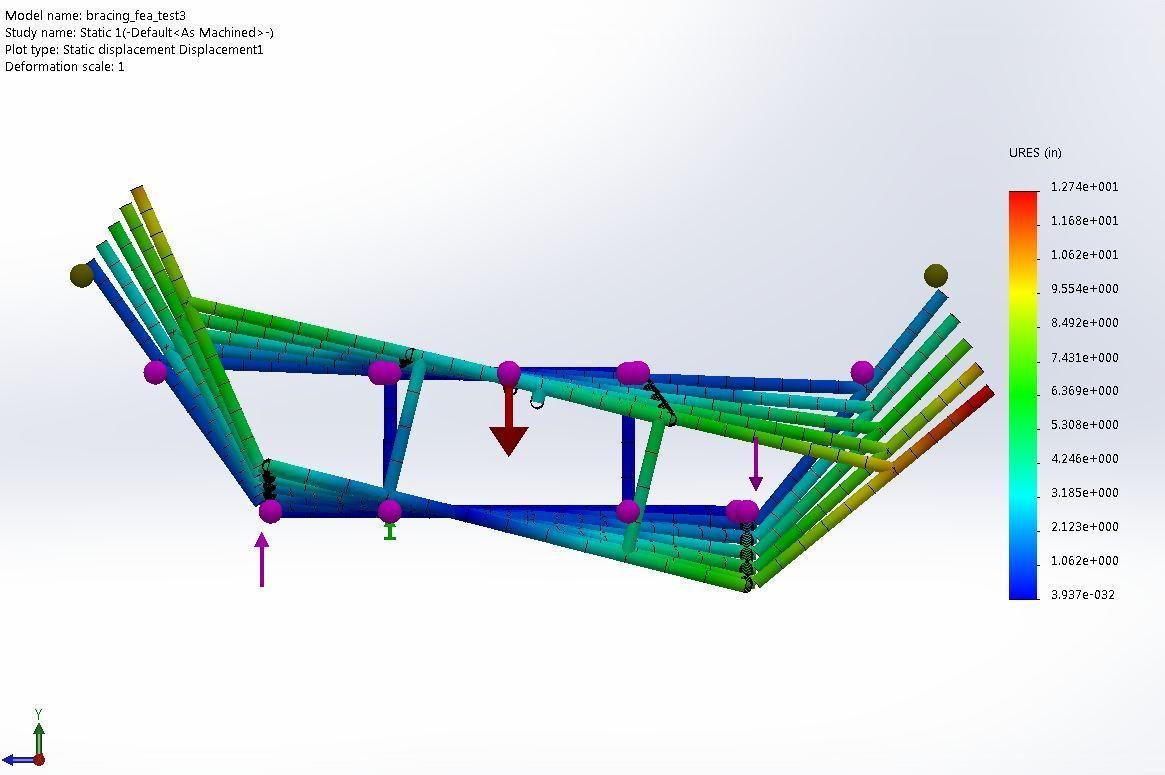 Model name: bracing_fea_test3
Study name: Static 1(-Default<As Machined>-)
Plot type: Static displacement Displacement1
Deformation scale: 1
URES (in)
1.274e+001
1.168e+001
1.062e+001
9.554e+000
8.492e+000
7.431e+000
6.369e+000
5.308e+000
4.246e+000
3.185e+000
2.123e+000
1.062e+000
3.937e-032
Y